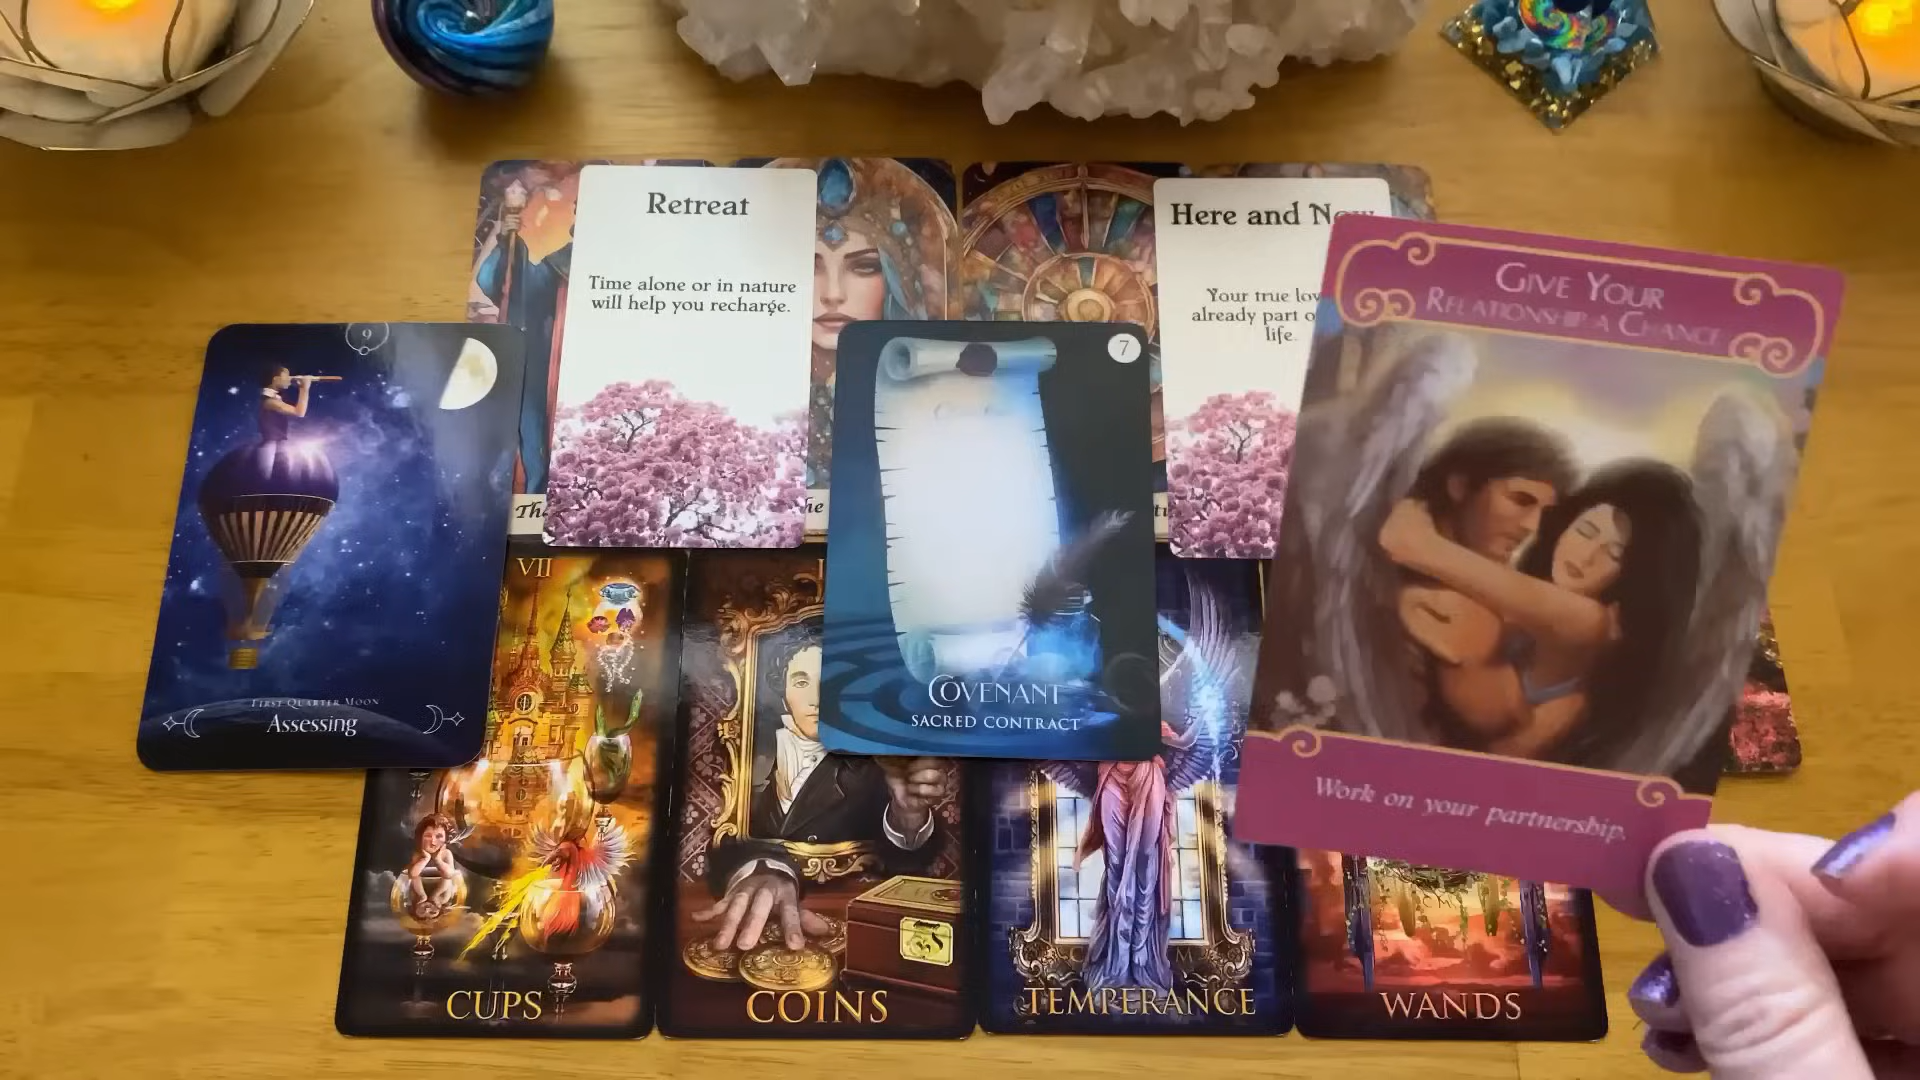 Retreat
Time alone or in nature
will help you recharge.
Here and Now
Your true lov
already part o
life.
GIVE YOUR
RELATIONSHIP A CHANCE
Work on your partnership.
9
FIRST QUARTER MOON
Assessing
7
COVENANT
SACRED CONTRACT
VII
CUPS
COINS
TEMPERANCE
WANDS